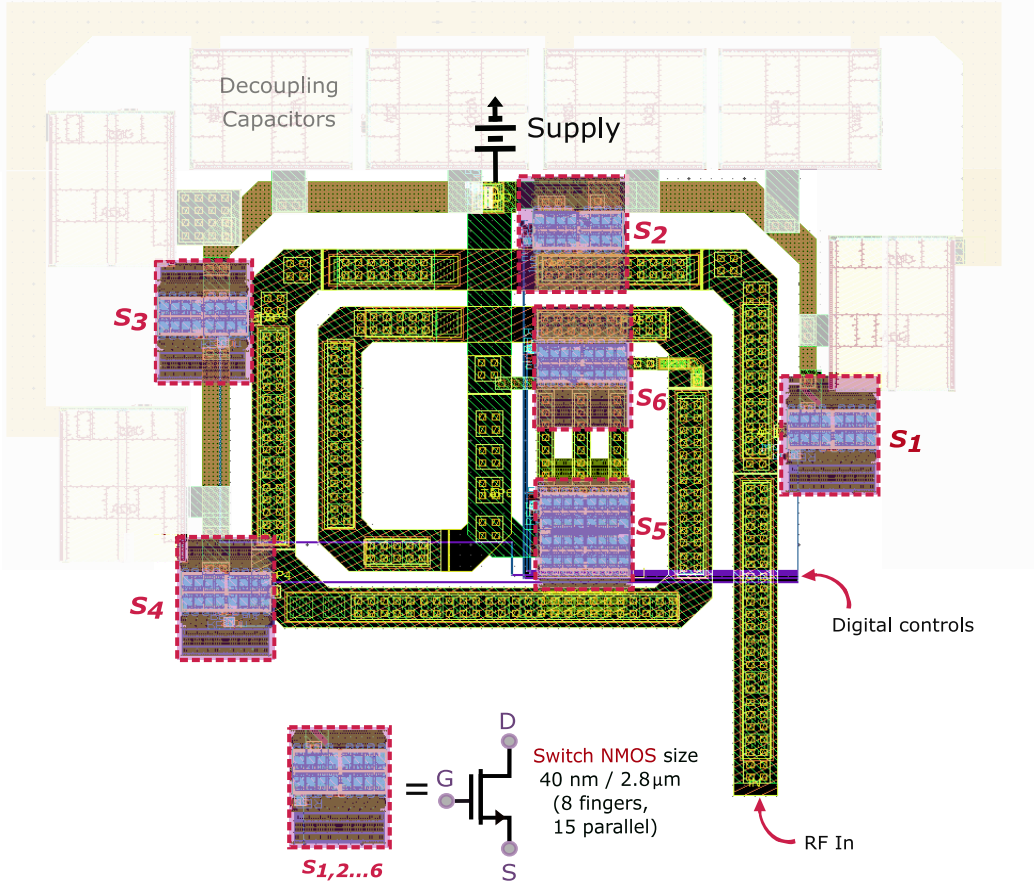 Decoupling
Capacitors
Supply
S2
S3
S6
S1
S5
S4
Digital controls
D
Switch NMOS size
G
40 nm / 2.8µm
(8 fingers,
15 parallel)
=
RF In
S1,2...6
S
IN